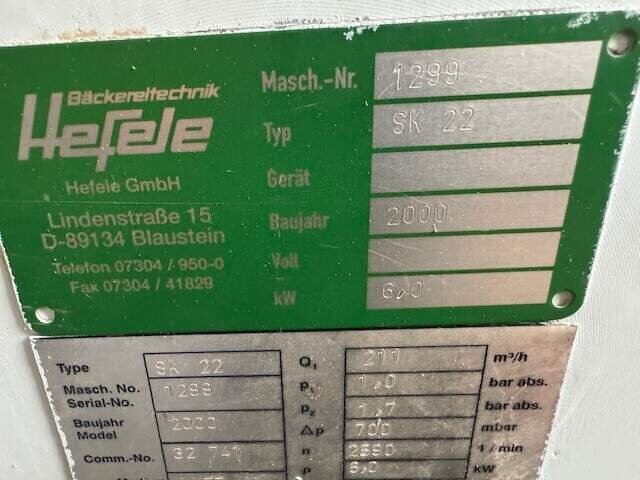 Bäckereitechnik
Hefele
Hefele GmbH
Lindenstraße 15
D-89134 Blaustein
Telefon 07304 / 950-0
Fax 07304 / 41829
Masch.-Nr. 1299
Typ SK 22
Gerät
Baujahr 2000
Volt
kW 6,0
Type SK 22
Masch. No. Serial-No. 1299
Baujahr Model 2000
Comm.-No. 32 741
Q₁ 211 m³/h
p₁ 1,0 bar abs.
p₂ 1,7 bar abs.
Δp 700 mbar
n 2890 1/min
P 6,0 kW